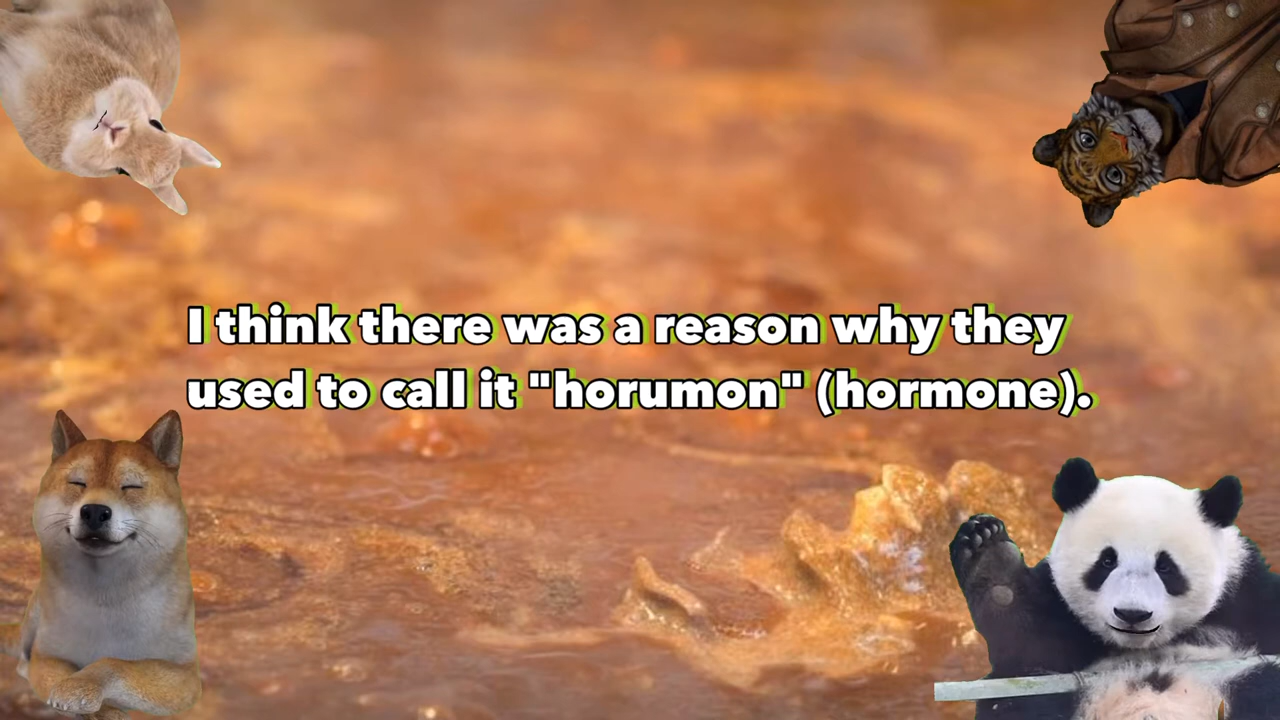 I think there was a reason why they
used to call it "horumon" (hormone).